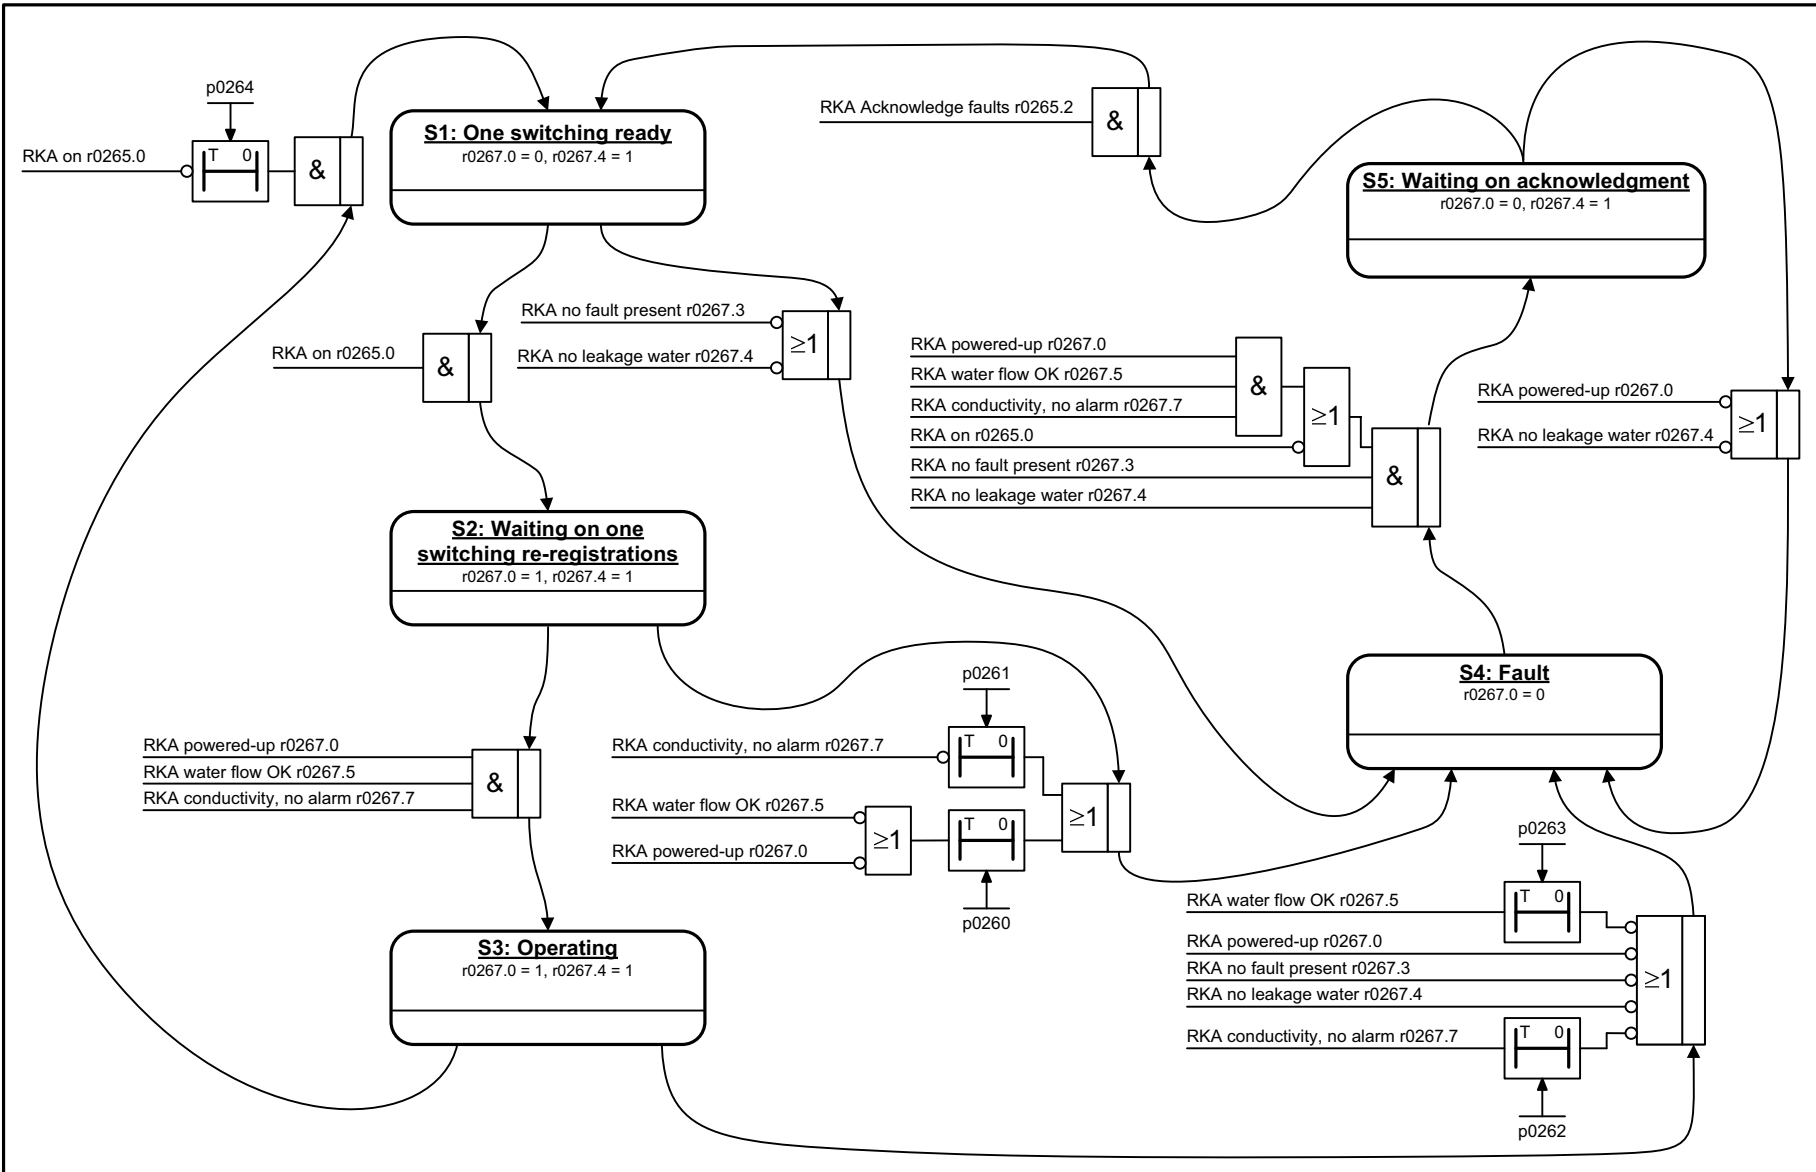 p0264
RKA on r0265.0
T 0
&
S1: One switching ready
r0267.0 = 0, r0267.4 = 1
RKA Acknowledge faults r0265.2
&
S5: Waiting on acknowledgment
r0267.0 = 0, r0267.4 = 1
RKA on r0265.0
&
RKA no fault present r0267.3
RKA no leakage water r0267.4
≥1
RKA powered-up r0267.0
RKA water flow OK r0267.5
RKA conductivity, no alarm r0267.7
RKA on r0265.0
RKA no fault present r0267.3
RKA no leakage water r0267.4
&
≥1
&
RKA powered-up r0267.0
RKA no leakage water r0267.4
≥1
S2: Waiting on one
switching re-registrations
r0267.0 = 1, r0267.4 = 1
S4: Fault
r0267.0 = 0
RKA powered-up r0267.0
RKA water flow OK r0267.5
RKA conductivity, no alarm r0267.7
&
p0261
RKA conductivity, no alarm r0267.7
T 0
RKA water flow OK r0267.5
RKA powered-up r0267.0
≥1
T 0
≥1
p0260
S3: Operating
r0267.0 = 1, r0267.4 = 1
p0263
RKA water flow OK r0267.5
T 0
RKA powered-up r0267.0
RKA no fault present r0267.3
RKA no leakage water r0267.4
≥1
RKA conductivity, no alarm r0267.7
T 0
p0262